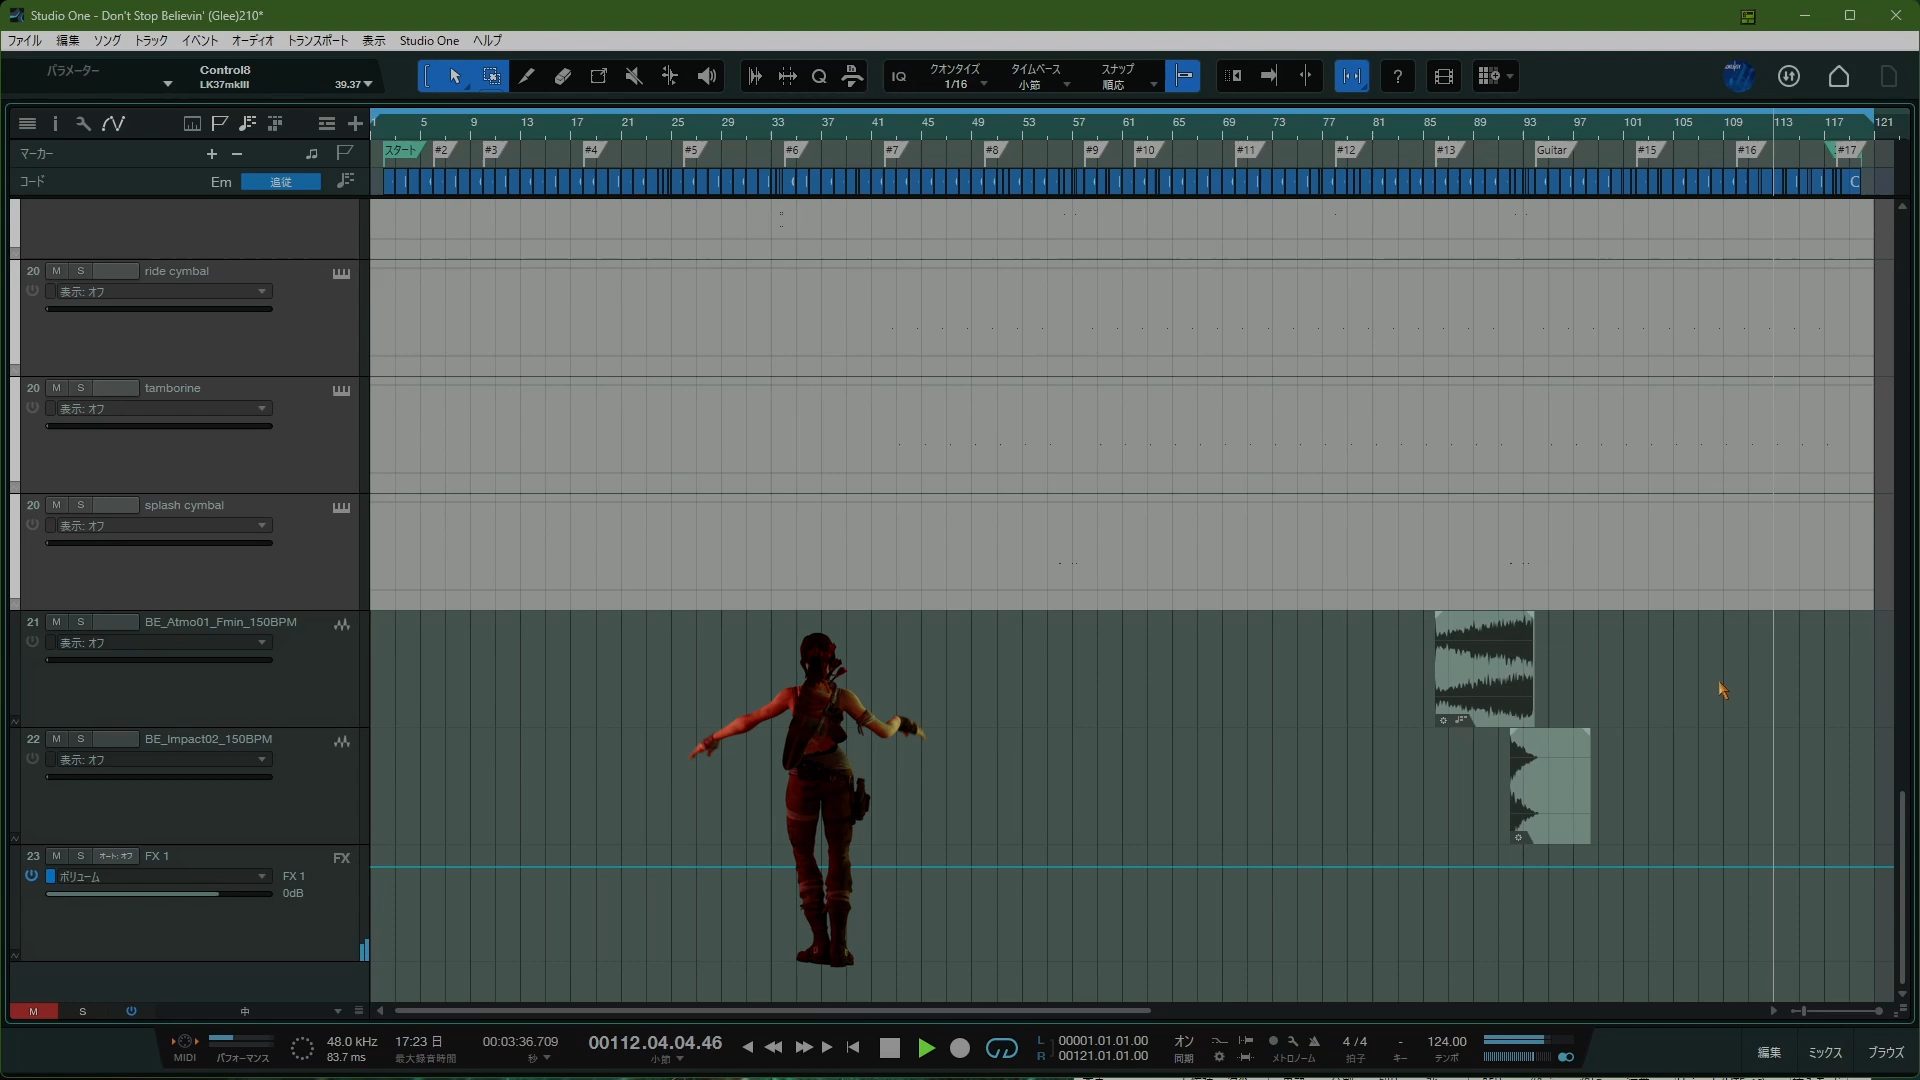 Studio One - Don't Stop Believin' (Glee)210*
ファイル 編集 ソング トラック イベント オーディオ トランスポート 表示 Studio One ヘルプ
パラメーター
Control8
LK37mkIII 39.37
IQ クオンタイズ 1/16 タイムベース 小節 スナップ 順応 ?
1 5 9 13 17 21 25 29 33 37 41 45 49 53 57 61 65 69 73 77 81 85 89 93 97 101 105 109 113 117 121
マーカー + −
スタート #2 #3 #4 #5 #6 #7 #8 #9 #10 #11 #12 #13 Guitar #15 #16 #17
コード Em 追従
20 M S ride cymbal
表示: オフ
20 M S tamborine
表示: オフ
20 M S splash cymbal
表示: オフ
21 M S BE_Atmo01_Fmin_150BPM
表示: オフ
22 M S BE_Impact02_150BPM
表示: オフ
23 M S オート: オフ FX 1 FX
ボリューム FX 1
0dB
M S 中
MIDI パフォーマンス
48.0 kHz
83.7 ms
17:23 日
最大録音時間
00:03:36.709
秒
00112.04.04.46
小節
L 00001.01.01.00
R 00121.01.01.00
オン
同期
メトロノーム
4 / 4
拍子
-
キー
124.00
テンポ
編集 ミックス ブラウズ